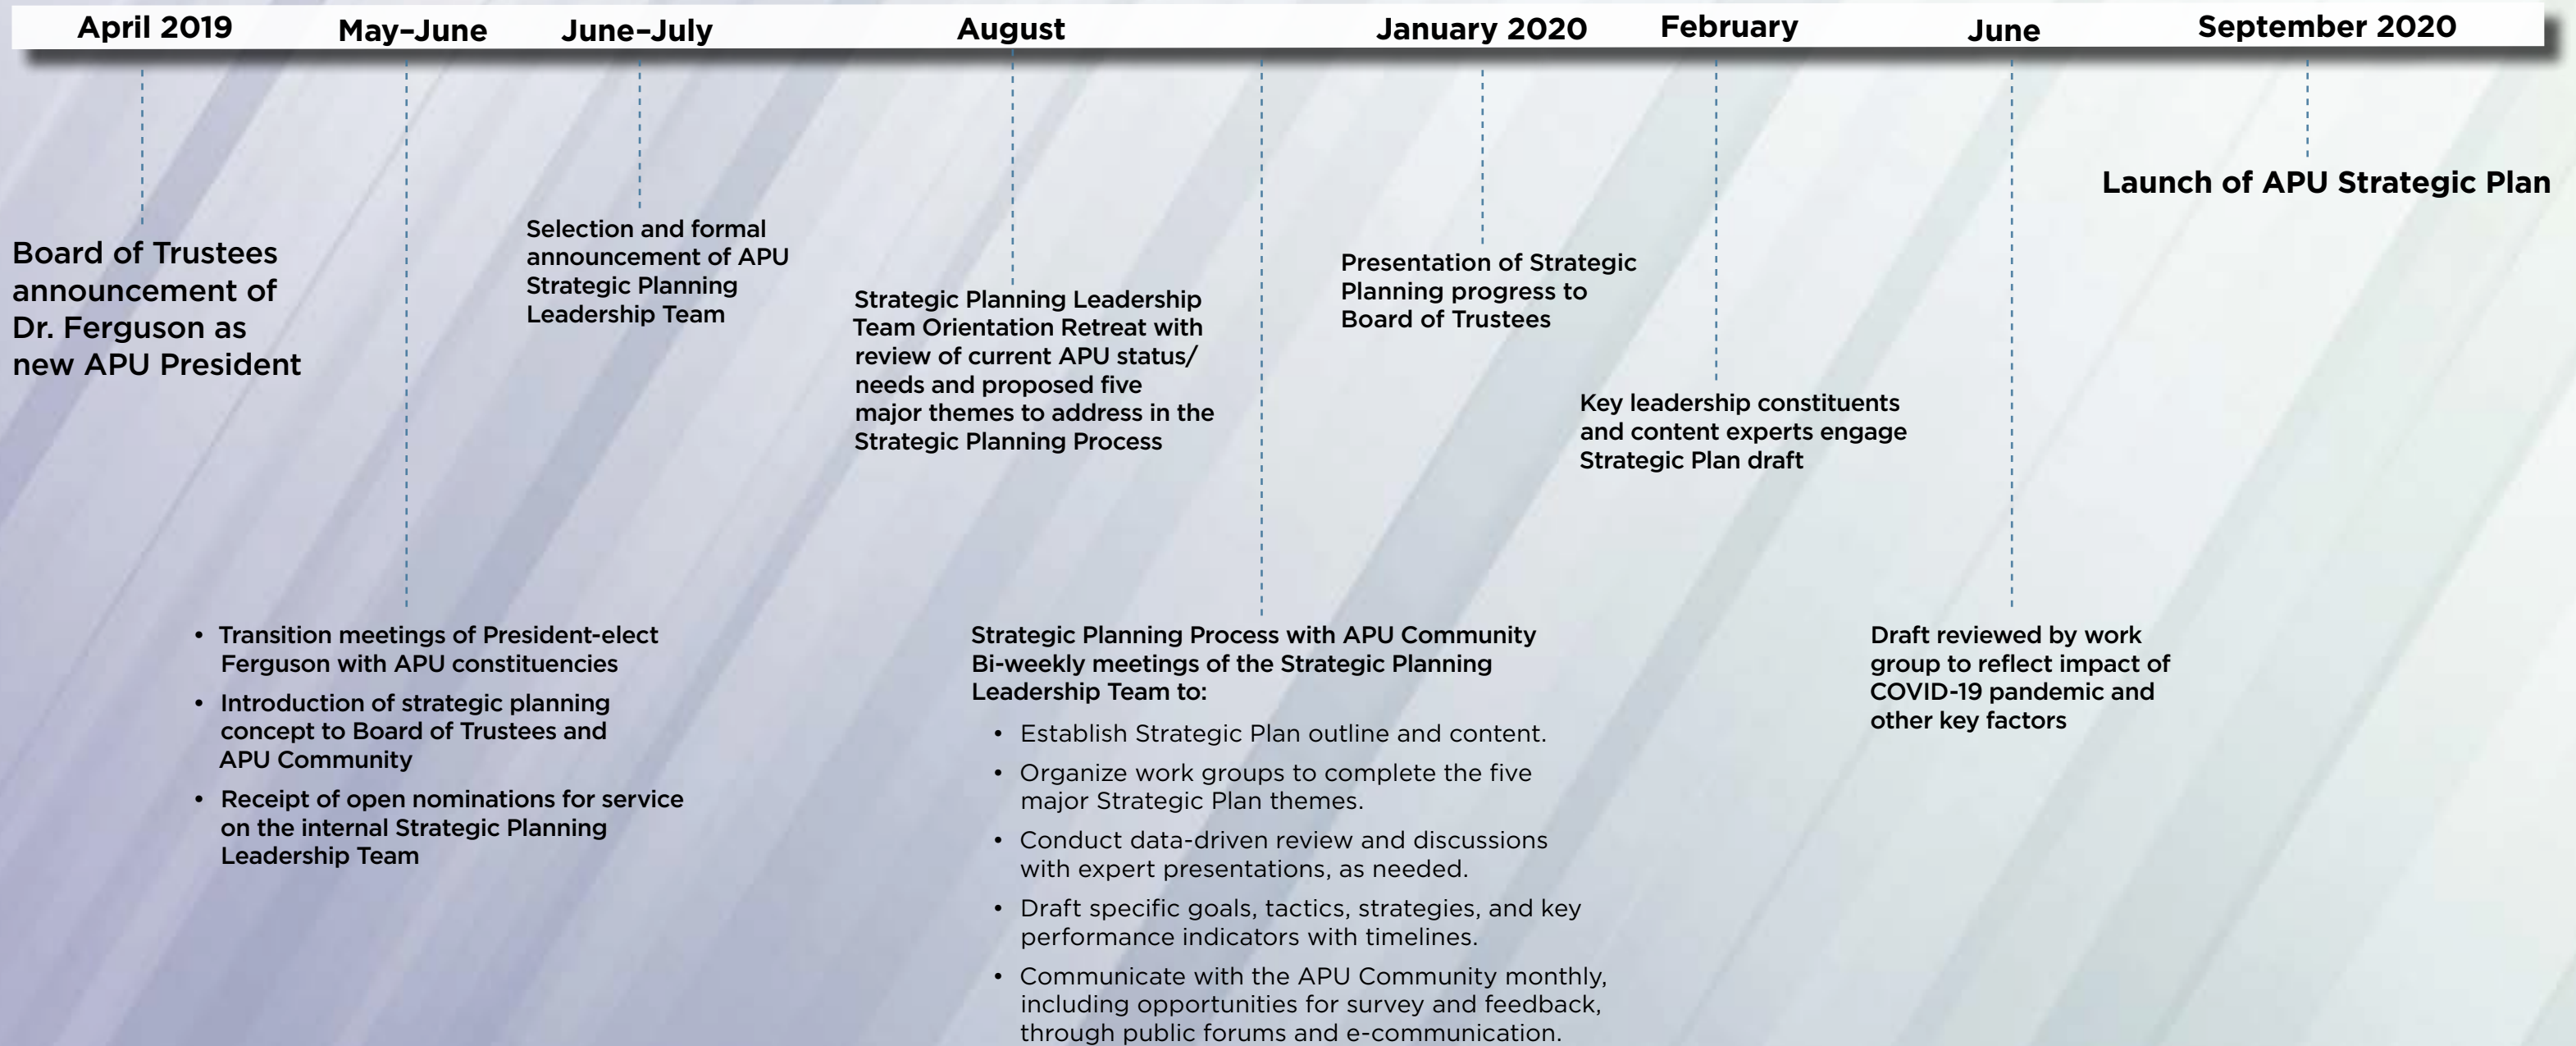 April 2019
May–June
June–July
August
January 2020
February
June
September 2020
Board of Trustees
announcement of
Dr. Ferguson as
new APU President
• Transition meetings of President-elect
Ferguson with APU constituencies
• Introduction of strategic planning
concept to Board of Trustees and
APU Community
• Receipt of open nominations for service
on the internal Strategic Planning
Leadership Team
Selection and formal
announcement of APU
Strategic Planning
Leadership Team
Strategic Planning Leadership
Team Orientation Retreat with
review of current APU status/
needs and proposed five
major themes to address in the
Strategic Planning Process
Strategic Planning Process with APU Community
Bi-weekly meetings of the Strategic Planning
Leadership Team to:
• Establish Strategic Plan outline and content.
• Organize work groups to complete the five
major Strategic Plan themes.
• Conduct data-driven review and discussions
with expert presentations, as needed.
• Draft specific goals, tactics, strategies, and key
performance indicators with timelines.
• Communicate with the APU Community monthly,
including opportunities for survey and feedback,
through public forums and e-communication.
Presentation of Strategic
Planning progress to
Board of Trustees
Key leadership constituents
and content experts engage
Strategic Plan draft
Draft reviewed by work
group to reflect impact of
COVID-19 pandemic and
other key factors
Launch of APU Strategic Plan